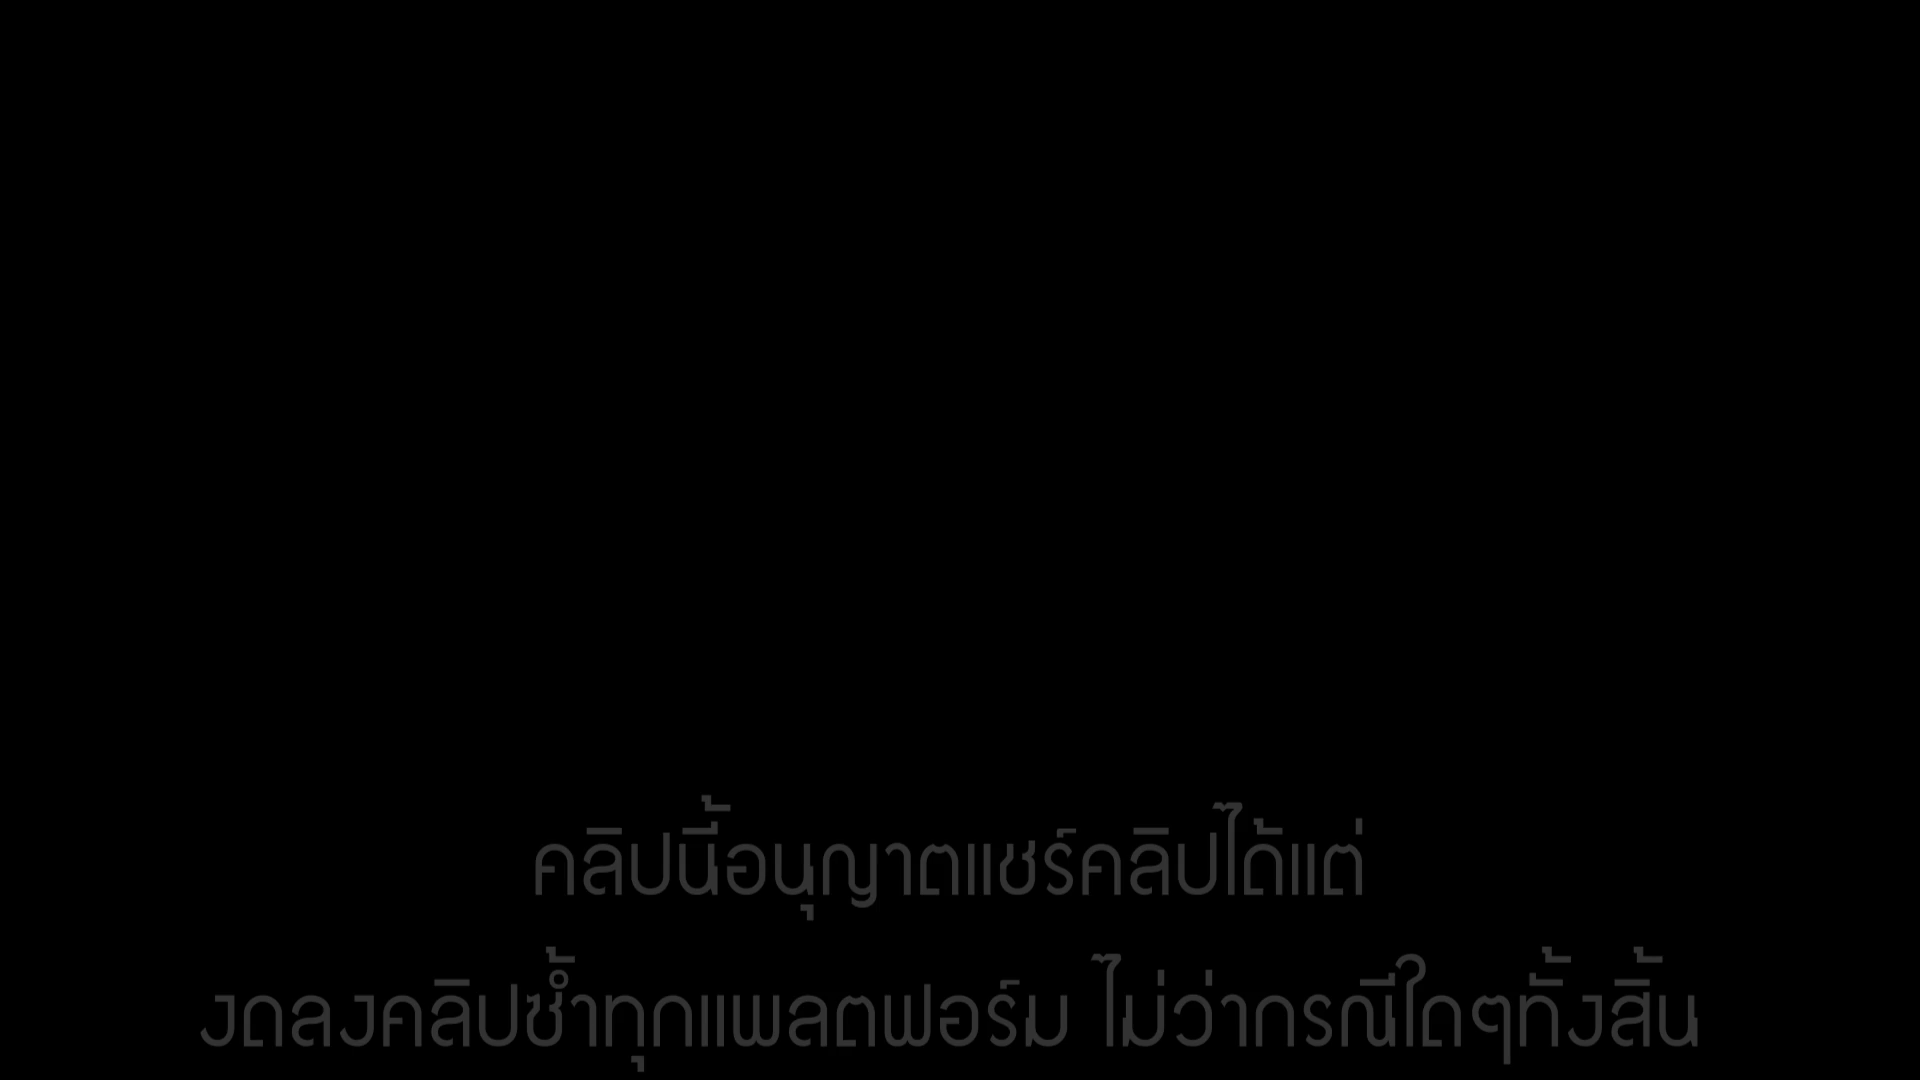 คลิปนี้อนุญาตแชร์คลิปได้แต่
งดลงคลิปซ้ำทุกแพลตฟอร์ม ไม่ว่ากรณีใดๆทั้งสิ้น